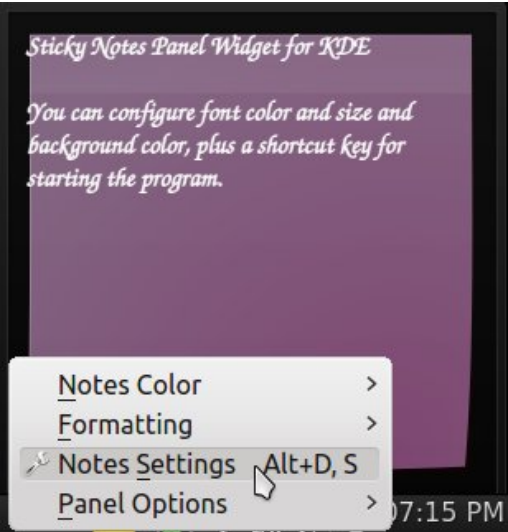 Sticky Notes Panel Widget for KDE
You can configure font color and size and
background color, plus a shortcut key for
starting the program.
Notes Color
Formatting
Notes Settings Alt+D, S
Panel Options
07:15 PM